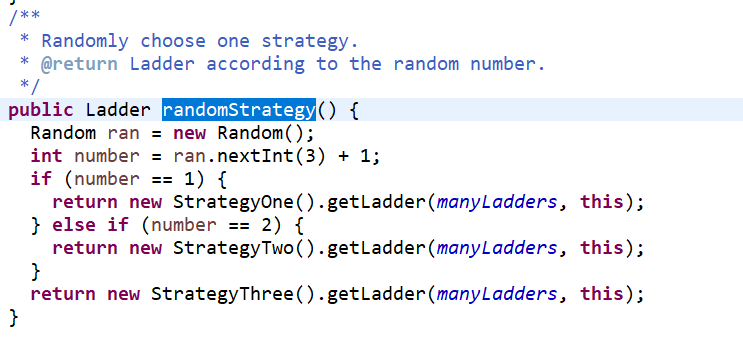 /**
 * Randomly choose one strategy.
 * @return Ladder according to the random number.
 */
public Ladder randomStrategy() {
  Random ran = new Random();
  int number = ran.nextInt(3) + 1;
  if (number == 1) {
    return new StrategyOne().getLadder(manyLadders, this);
  } else if (number == 2) {
    return new StrategyTwo().getLadder(manyLadders, this);
  }
  return new StrategyThree().getLadder(manyLadders, this);
}